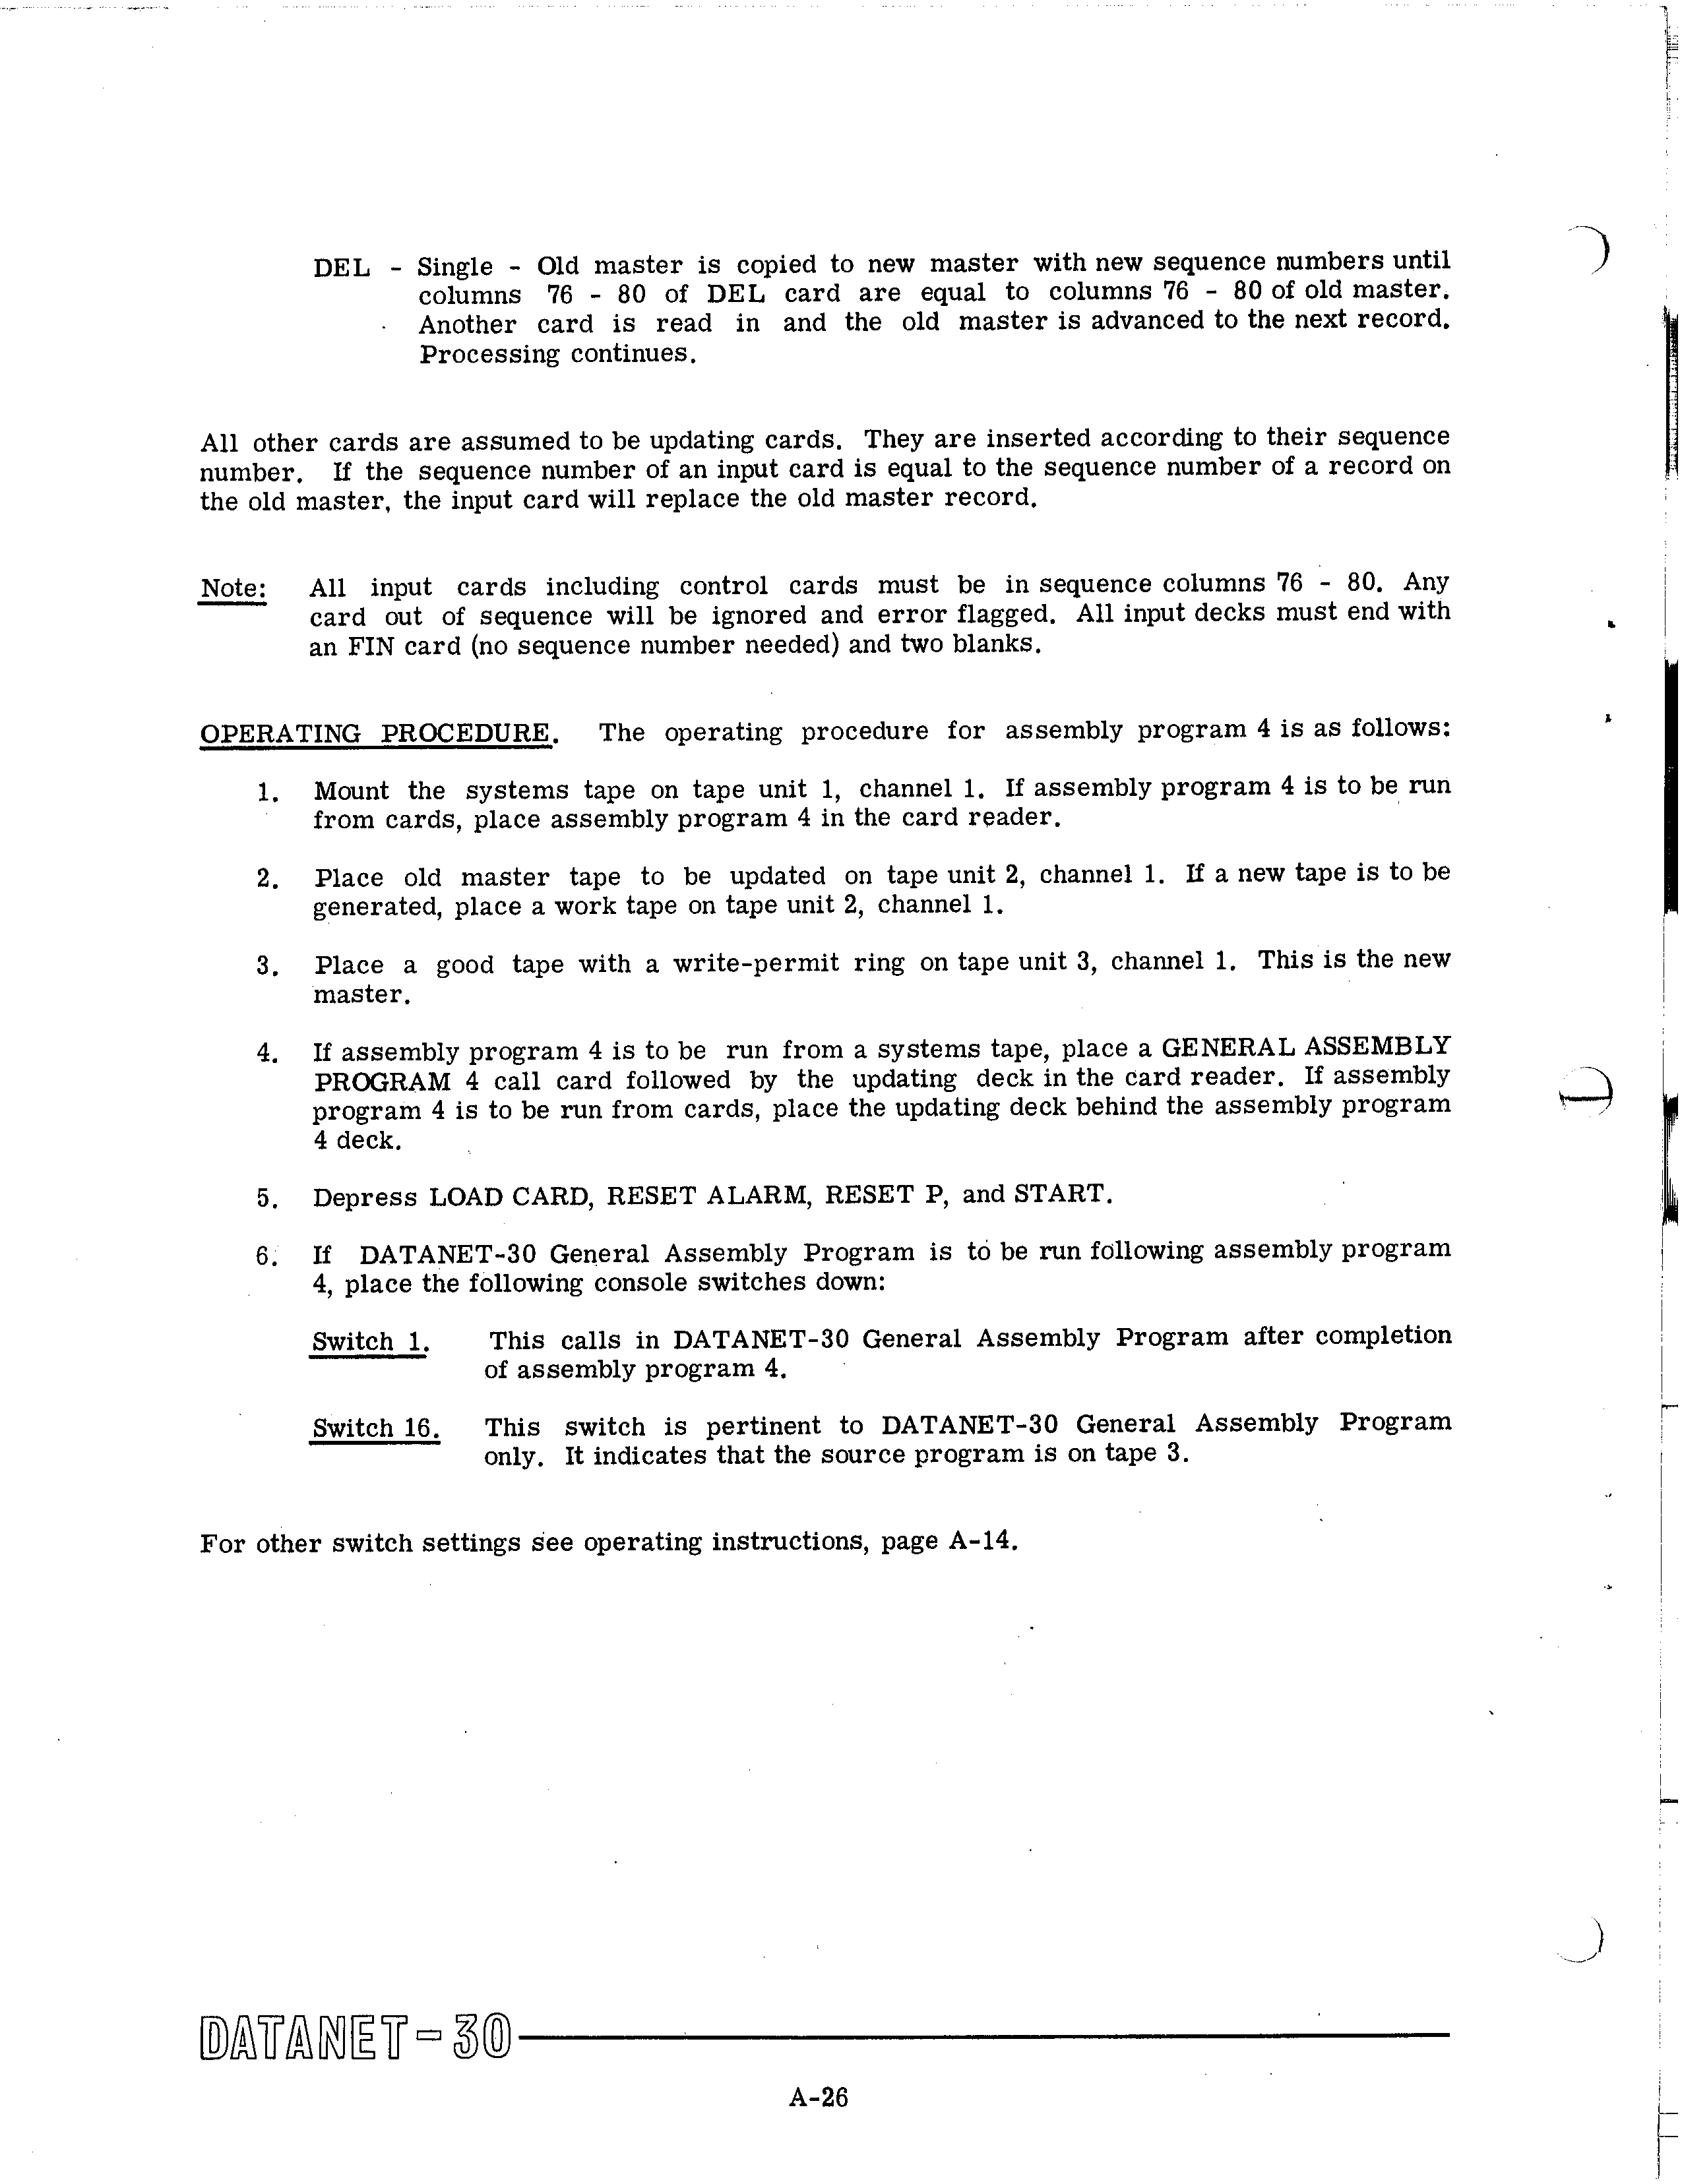 DEL - Single - Old master is copied to new master with new sequence numbers until
columns 76 - 80 of DEL card are equal to columns 76 - 80 of old master.
Another card is read in and the old master is advanced to the next record.
Processing continues.
All other cards are assumed to be updating cards. They are inserted according to their sequence
number. If the sequence number of an input card is equal to the sequence number of a record on
the old master, the input card will replace the old master record.
Note: All input cards including control cards must be in sequence columns 76 - 80. Any
card out of sequence will be ignored and error flagged. All input decks must end with
an FIN card (no sequence number needed) and two blanks.
OPERATING PROCEDURE. The operating procedure for assembly program 4 is as follows:
1. Mount the systems tape on tape unit 1, channel 1. If assembly program 4 is to be run
from cards, place assembly program 4 in the card reader.
2. Place old master tape to be updated on tape unit 2, channel 1. If a new tape is to be
generated, place a work tape on tape unit 2, channel 1.
3. Place a good tape with a write-permit ring on tape unit 3, channel 1. This is the new
master.
4. If assembly program 4 is to be run from a systems tape, place a GENERAL ASSEMBLY
PROGRAM 4 call card followed by the updating deck in the card reader. If assembly
program 4 is to be run from cards, place the updating deck behind the assembly program
4 deck.
5. Depress LOAD CARD, RESET ALARM, RESET P, and START.
6. If DATANET-30 General Assembly Program is to be run following assembly program
4, place the following console switches down:
Switch 1. This calls in DATANET-30 General Assembly Program after completion
of assembly program 4.
Switch 16. This switch is pertinent to DATANET-30 General Assembly Program
only. It indicates that the source program is on tape 3.
For other switch settings see operating instructions, page A-14.
DATANET-30
A-26